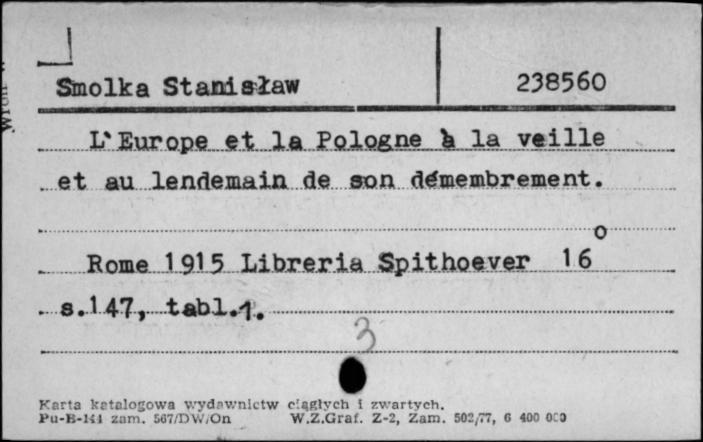 Smolka Stanisław 238560
L'Europe et la Pologne à la veille
et au lendemain de son démembrement.
Rome 1915 Libreria Spithoever 16°
s.147, tabl.1.
3
Karta katalogowa wydawnictw ciągłych i zwartych.
Pu-B-144 zam. 567/DW/On W.Z.Graf. Z-2, Zam. 502/77, 6 400 000